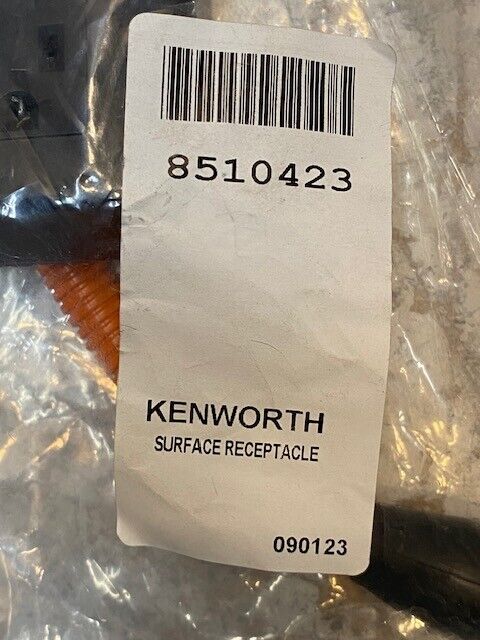 8510423
KENWORTH
SURFACE RECEPTACLE
090123